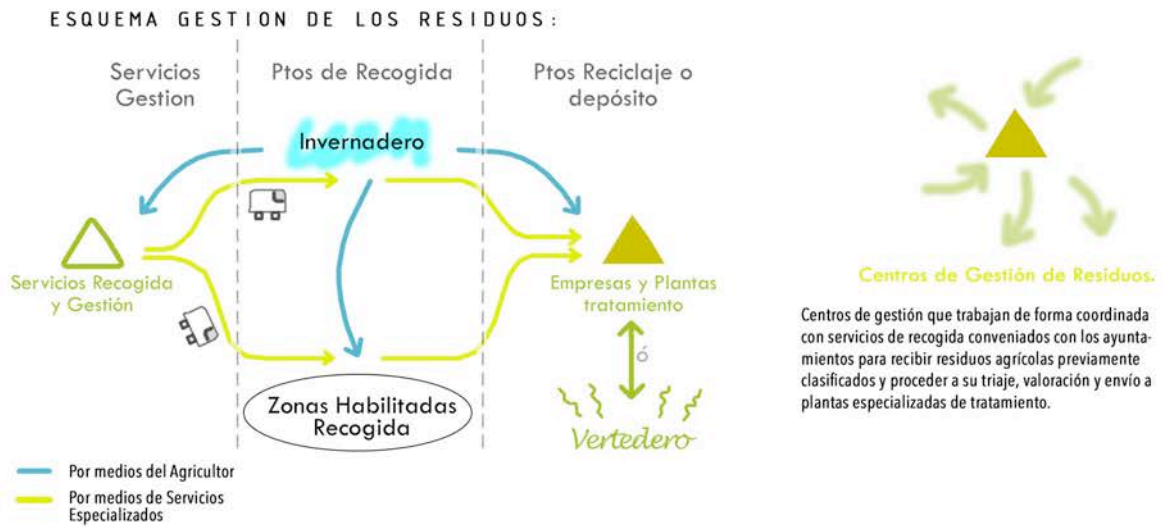 ESQUEMA GESTION DE LOS RESIDUOS:
Servicios
Gestion
Ptos de Recogida
Ptos Reciclaje o
depósito
Invernadero
Servicios Recogida
y Gestión
Empresas y Plantas
tratamiento
ó
Zonas Habilitadas
Recogida
Vertedero
Por medios del Agricultor
Por medios de Servicios
Especializados
Centros de Gestión de Residuos.
Centros de gestión que trabajan de forma coordinada
con servicios de recogida conveniados con los ayunta-
mientos para recibir residuos agrícolas previamente
clasificados y proceder a su triaje, valoración y envío a
plantas especializadas de tratamiento.